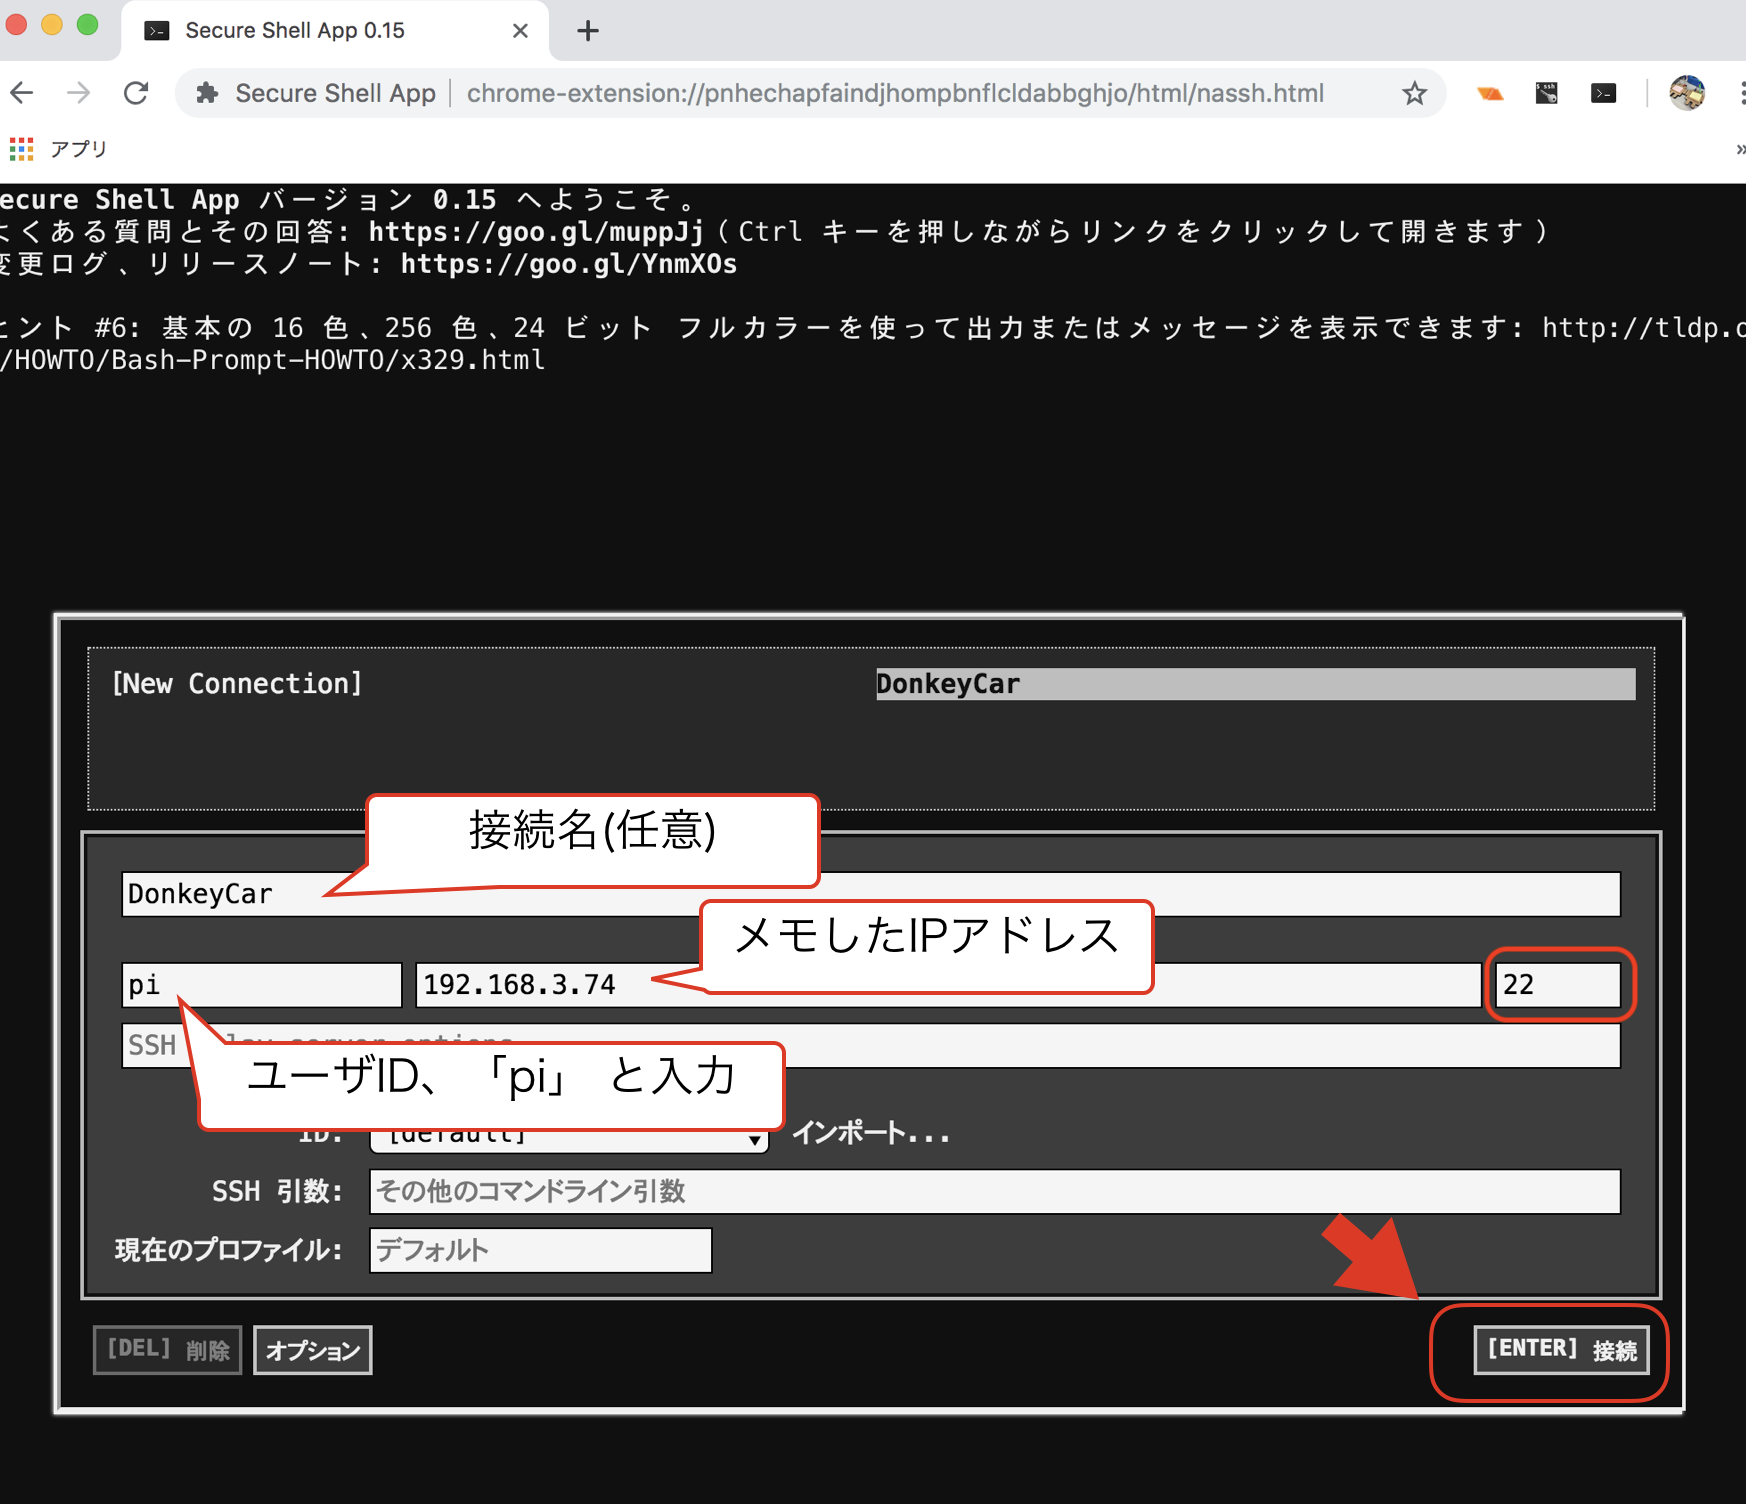 Secure Shell App 0.15
Secure Shell App chrome-extension://pnhechapfaindjhompbnflcldabbghjo/html/nassh.html
アプリ
ecure Shell App バージョン 0.15 へようこそ。
よくある質問とその回答: https://goo.gl/muppJj（Ctrl キーを押しながらリンクをクリックして開きます）
変更ログ、リリースノート: https://goo.gl/YnmXOs
ヒント #6: 基本の 16 色、256 色、24 ビット フルカラーを使って出力またはメッセージを表示できます: http://tldp.o
/HOWTO/Bash-Prompt-HOWTO/x329.html
[New Connection] DonkeyCar
接続名(任意)
DonkeyCar
メモしたIPアドレス
pi 192.168.3.74 22
SSH
ユーザID、「pi」 と入力
ID: [default] インポート...
SSH 引数: その他のコマンドライン引数
現在のプロファイル: デフォルト
[DEL] 削除 オプション [ENTER] 接続